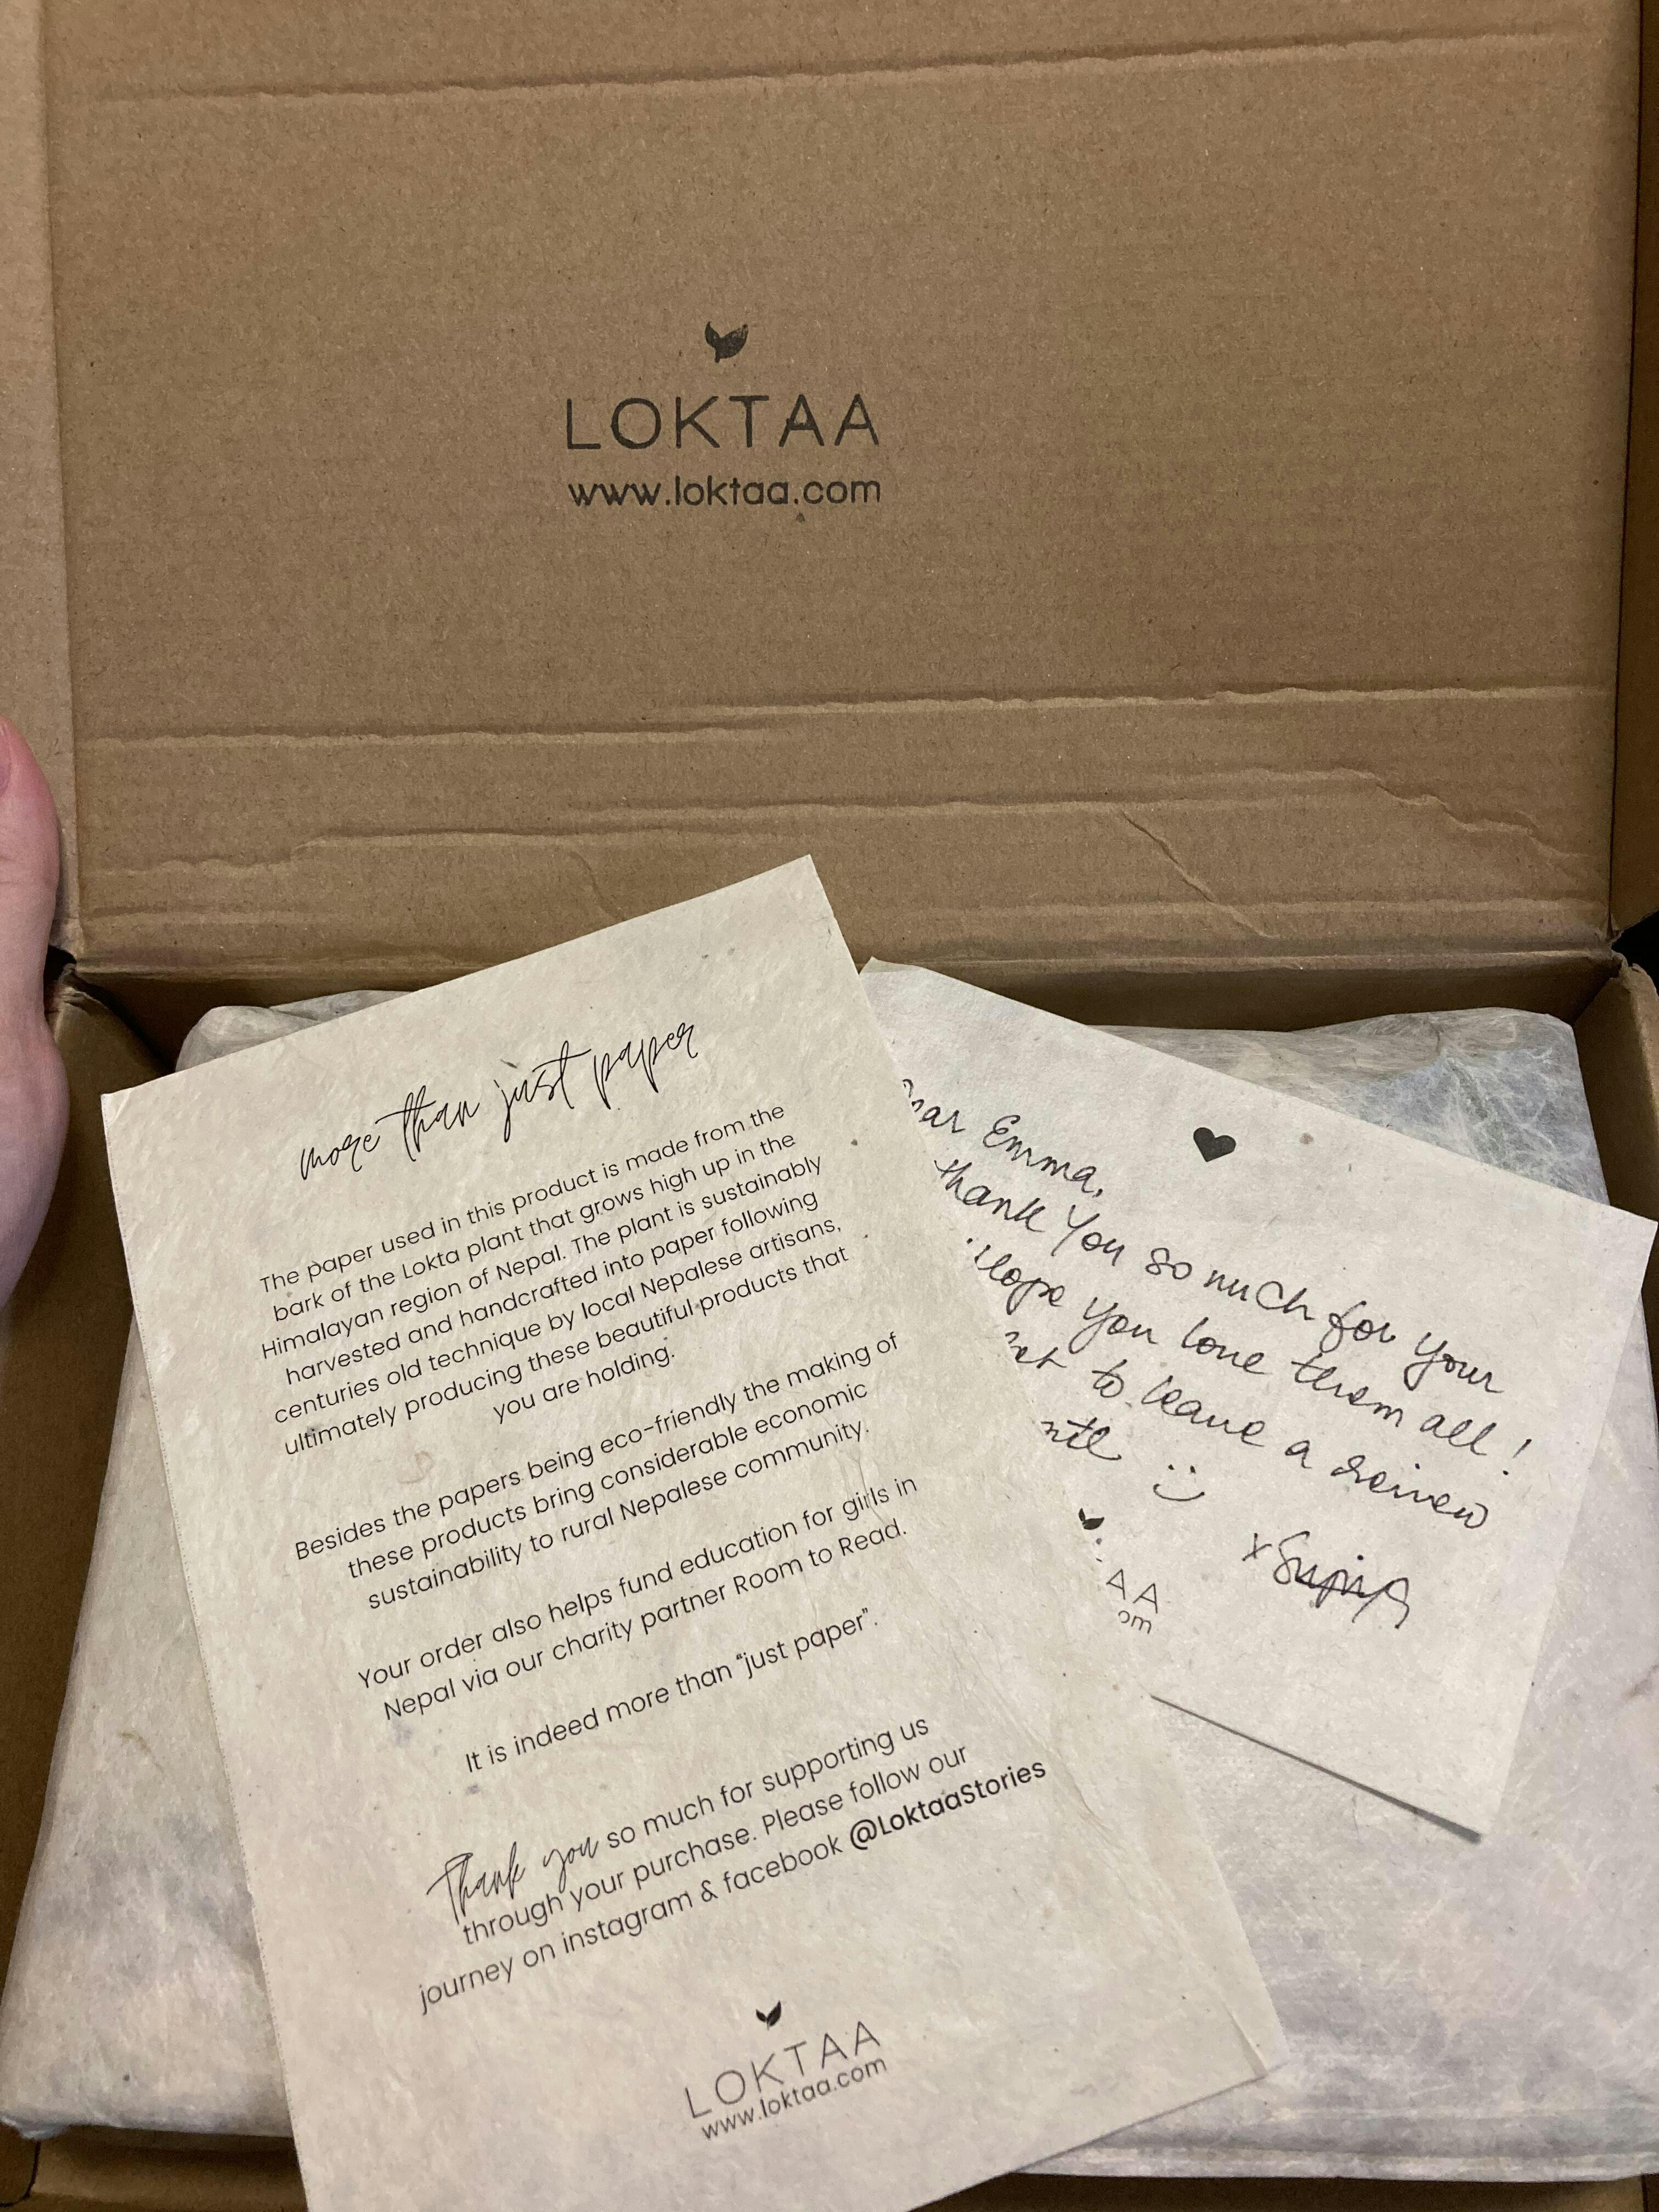 LOKTAA
www.loktaa.com
more than just paper
The paper used in this product is made from the
bark of the Lokta plant that grows high up in the
Himalayan region of Nepal. The plant is sustainably
harvested and handcrafted into paper following
centuries old technique by local Nepalese artisans,
ultimately producing these beautiful products that
you are holding.
Besides the papers being eco-friendly the making of
these products bring considerable economic
sustainability to rural Nepalese community.
Your order also helps fund education for girls in
Nepal via our charity partner Room to Read.
It is indeed more than “just paper”.
Thank you so much for supporting us
through your purchase. Please follow our
journey on instagram & facebook @LoktaaStories
LOKTAA
www.loktaa.com
Emma,
thank you so much for your
hope you love them all!
to leave a review
:)
AA
om